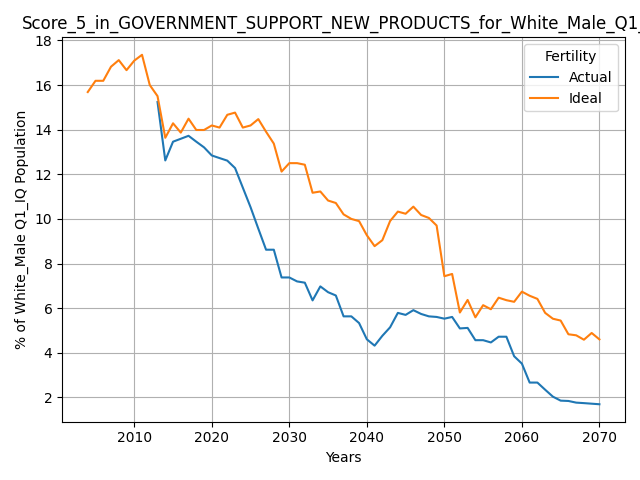 Score_5_in_GOVERNMENT_SUPPORT_NEW_PRODUCTS_for_White_Male_Q1_
18
16
14
12
10
8
6
4
2
% of White_Male Q1_IQ Population
Fertility
Actual
Ideal
2010 2020 2030 2040 2050 2060 2070
Years